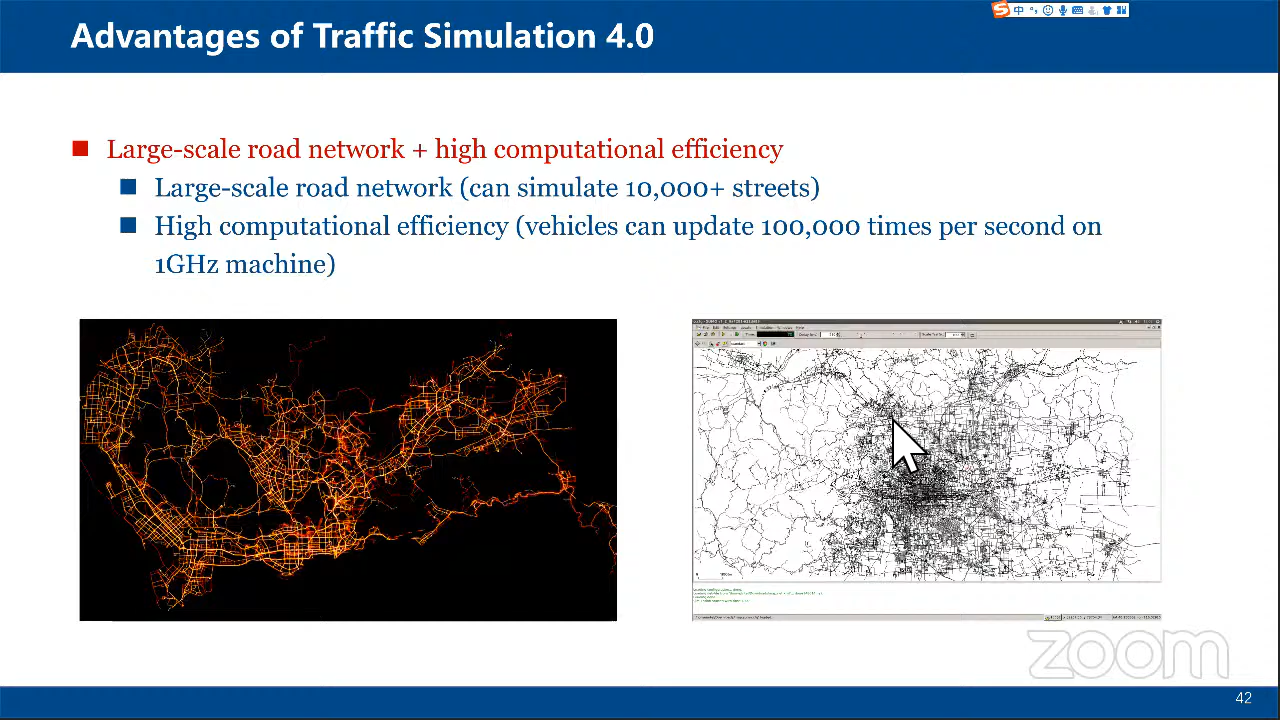 中
Advantages of Traffic Simulation 4.0
Large-scale road network + high computational efficiency
Large-scale road network (can simulate 10,000+ streets)
High computational efficiency (vehicles can update 100,000 times per second on
1GHz machine)
zoom
42